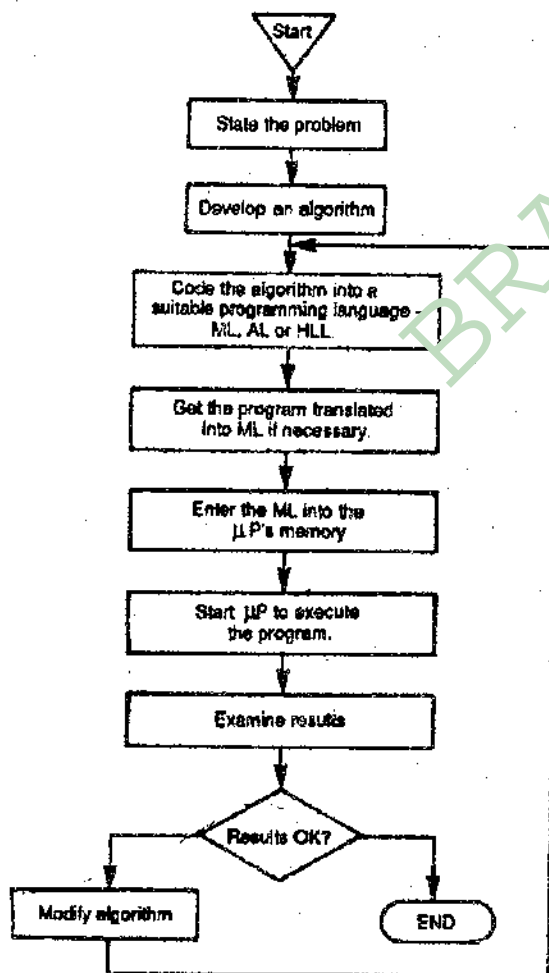 Start
State the problem
Develop an algorithm
Code the algorithm into a
suitable programming language -
ML, AL or HLL.
Get the program translated
into ML if necessary.
Enter the ML into the
μP's memory
Start μP to execute
the program.
Examine results
Results OK?
Modify algorithm
END
BRA